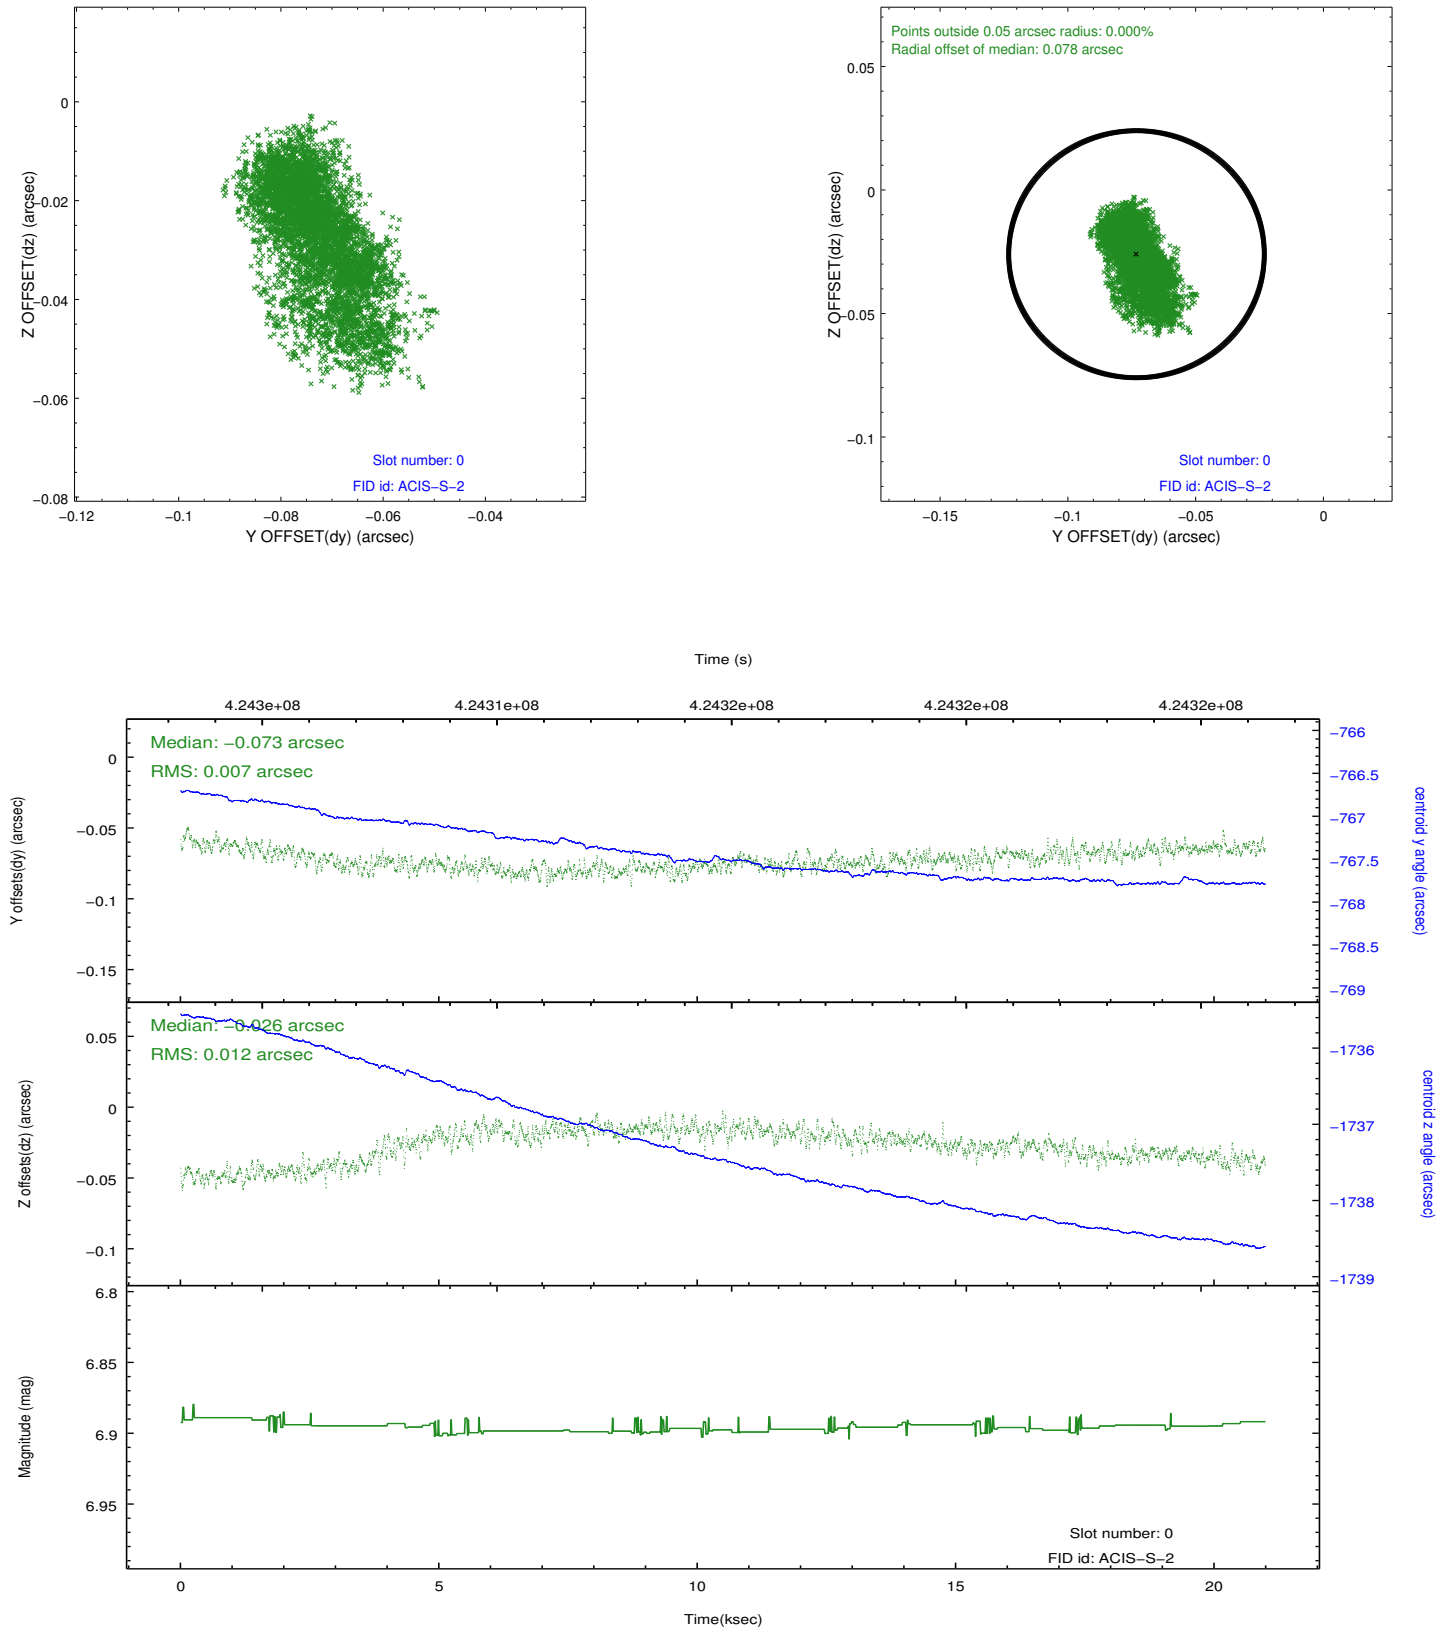 0
−0.02
−0.04
−0.06
−0.08
−0.12
−0.1
−0.08
−0.06
−0.04
Z OFFSET(dz) (arcsec)
Y OFFSET(dy) (arcsec)
Slot number: 0
FID id: ACIS−S−2
Points outside 0.05 arcsec radius: 0.000%
Radial offset of median: 0.078 arcsec
0.05
0
−0.05
−0.1
−0.15
−0.1
−0.05
0
Z OFFSET(dz) (arcsec)
Y OFFSET(dy) (arcsec)
Slot number: 0
FID id: ACIS−S−2
Time (s)
4.243e+08
4.2431e+08
4.2432e+08
4.2432e+08
4.2432e+08
Median: −0.073 arcsec
RMS: 0.007 arcsec
0
−0.05
−0.1
−0.15
Y offsets(dy) (arcsec)
−766
−766.5
−767
−767.5
−768
−768.5
−769
centroid y angle (arcsec)
Median: −0.026 arcsec
RMS: 0.012 arcsec
0.05
0
−0.05
−0.1
Z offsets(dz) (arcsec)
−1736
−1737
−1738
−1739
centroid z angle (arcsec)
6.8
6.85
6.9
6.95
Magnitude (mag)
Slot number: 0
FID id: ACIS−S−2
0
5
10
15
20
Time(ksec)